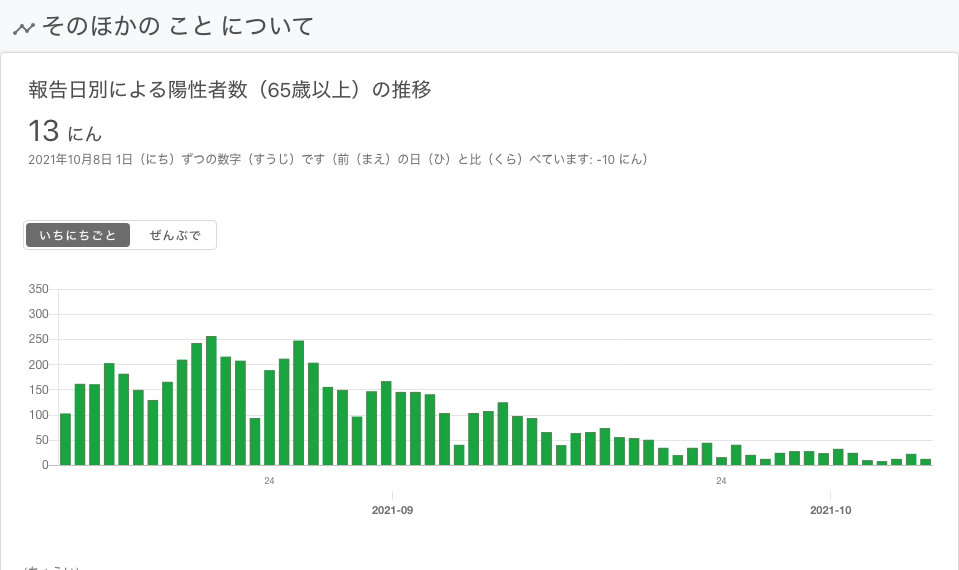 そのほかの こと について
報告日別による陽性者数（65歳以上）の推移
13 にん
2021年10月8日 1日（にち）ずつの数字（すうじ）です（前（まえ）の日（ひ）と比（くら）べています: -10 にん）
いちにちごと ぜんぶで
350
300
250
200
150
100
50
0
24 24
2021-09 2021-10